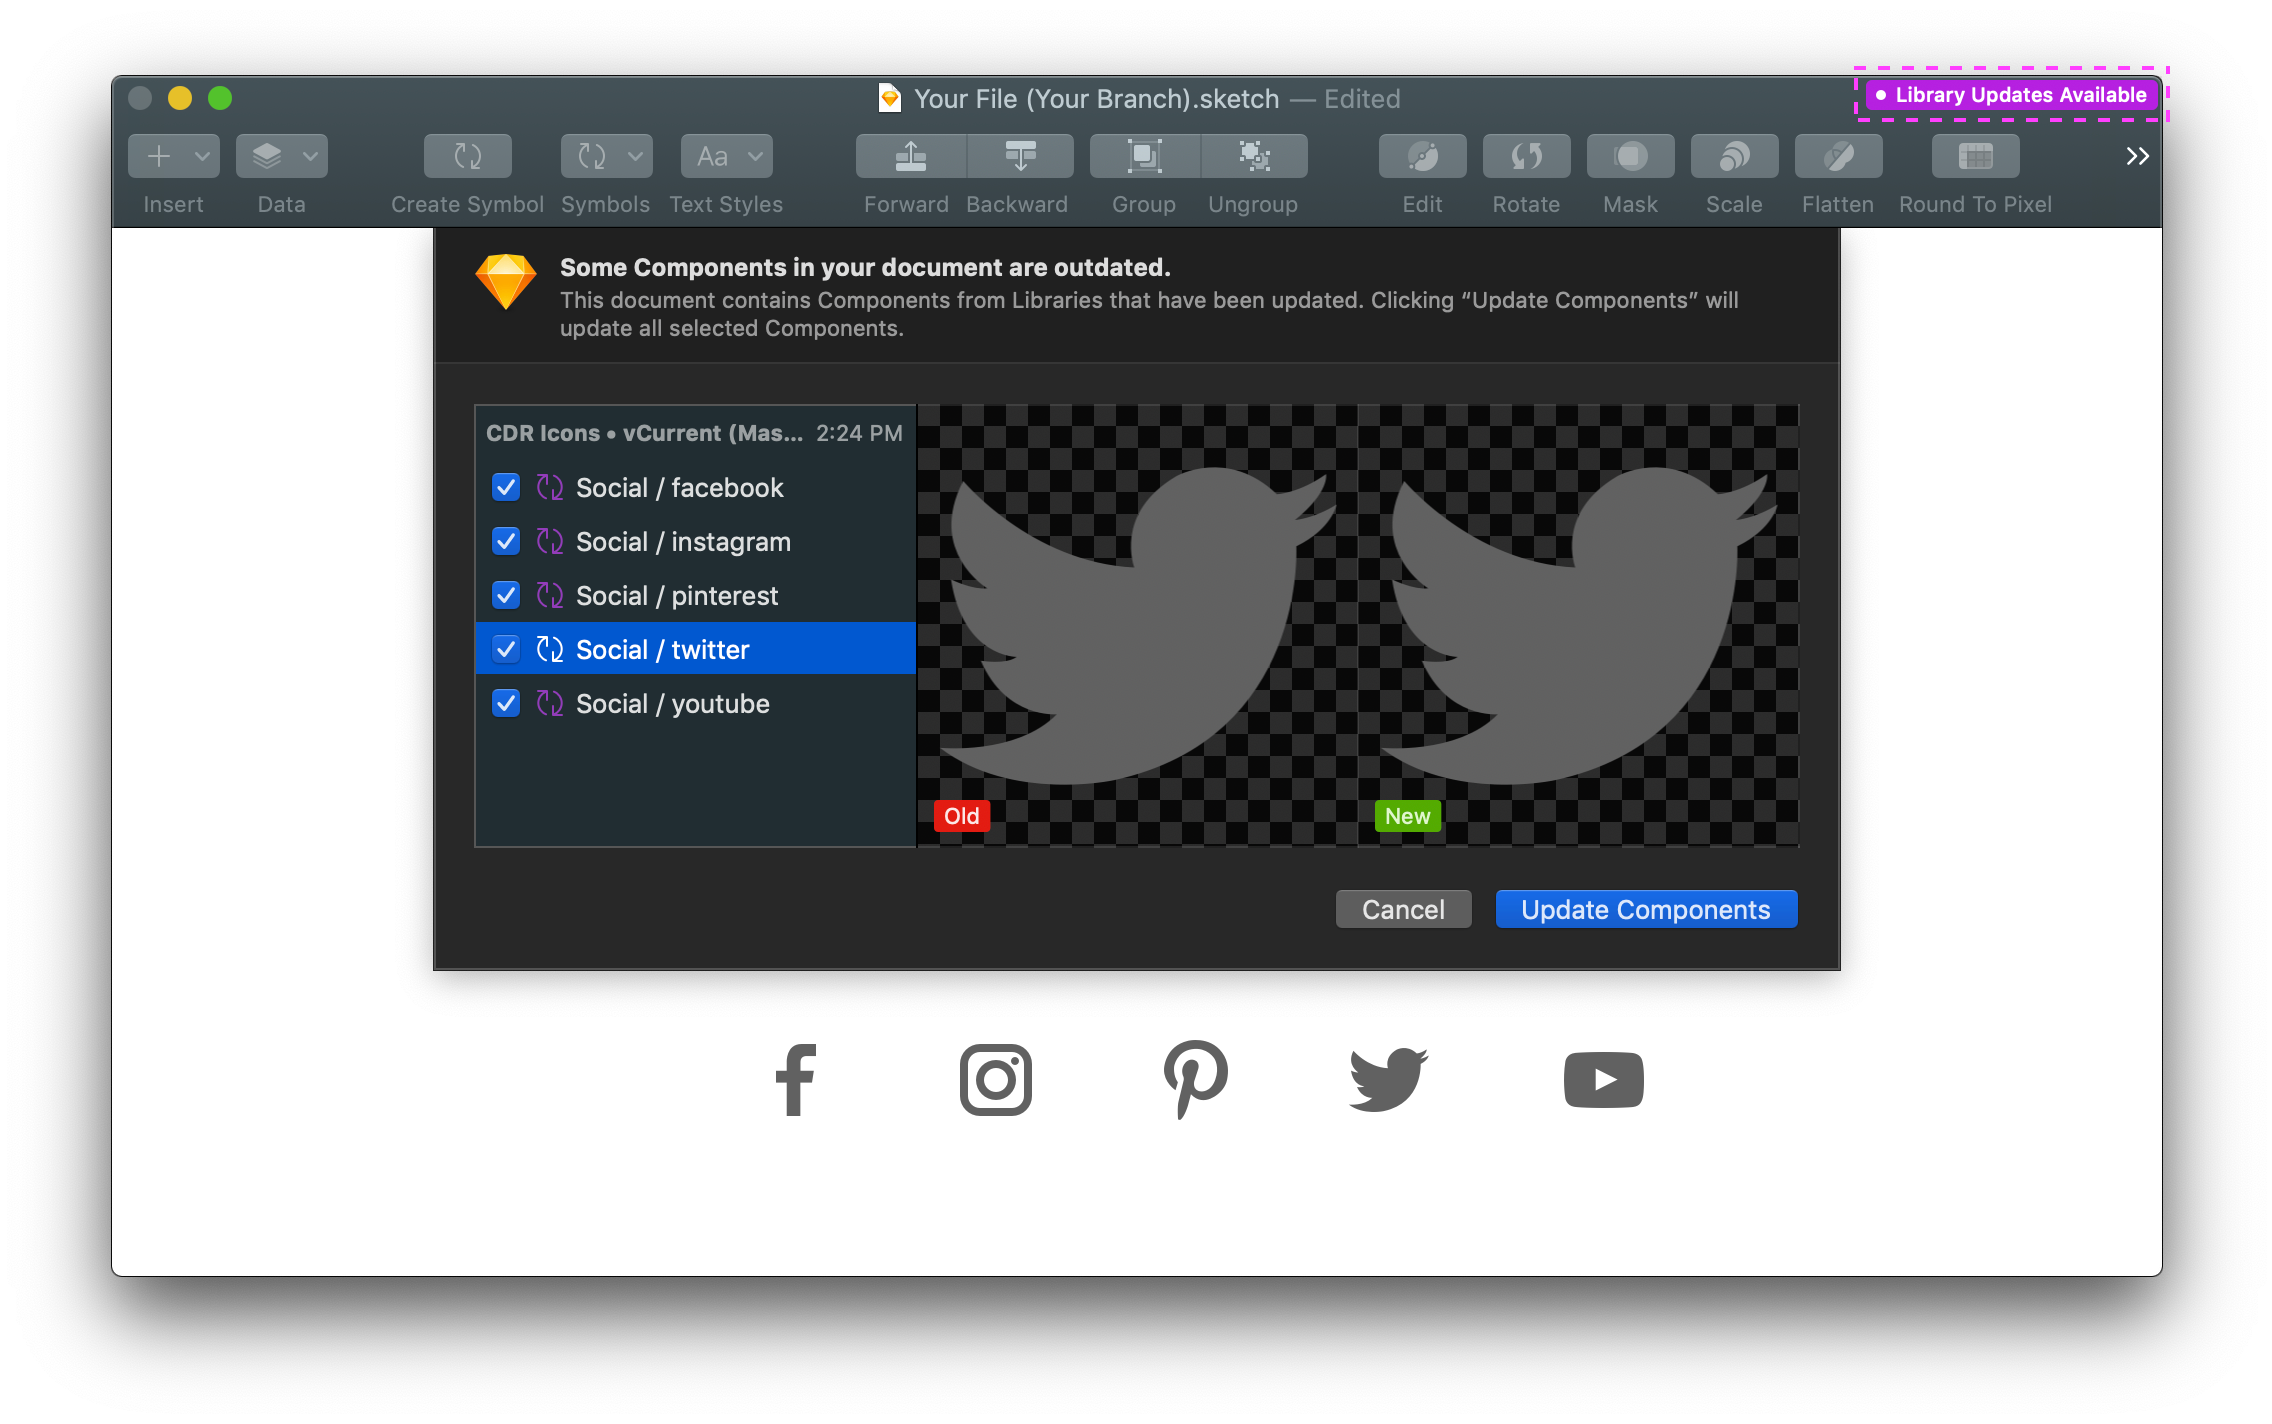 Your File (Your Branch).sketch — Edited
Library Updates Available
Aa
Insert Data Create Symbol Symbols Text Styles Forward Backward Group Ungroup Edit Rotate Mask Scale Flatten Round To Pixel
Some Components in your document are outdated.
This document contains Components from Libraries that have been updated. Clicking “Update Components” will
update all selected Components.
CDR Icons • vCurrent (Mas... 2:24 PM
Social / facebook
Social / instagram
Social / pinterest
Social / twitter
Social / youtube
Old
New
Cancel
Update Components